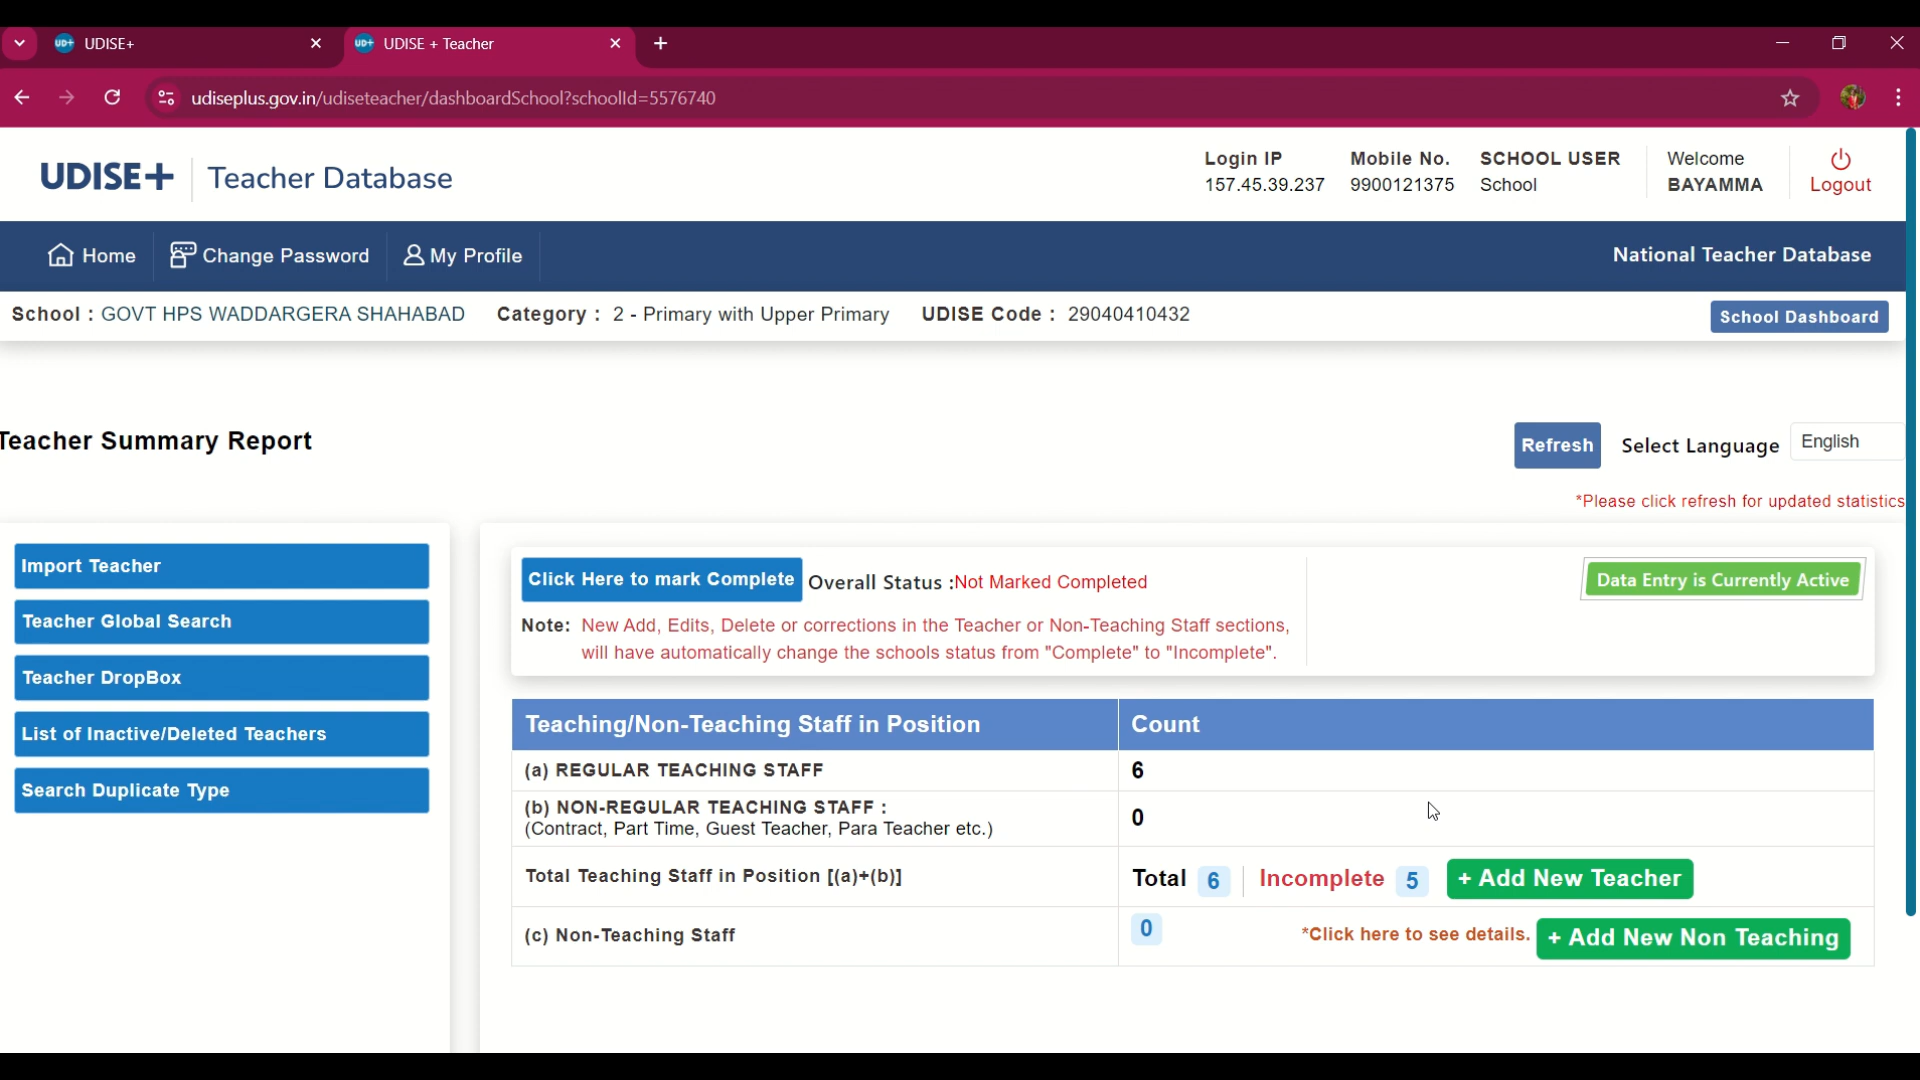 UDISE+
UDISE + Teacher
udiseplus.gov.in/udiseteacher/dashboardSchool?schoolId=5576740
UDISE+ Teacher Database
Login IP
157.45.39.237
Mobile No.
9900121375
SCHOOL USER
School
Welcome
BAYAMMA
Logout
Home
Change Password
My Profile
National Teacher Database
School : GOVT HPS WADDARGERA SHAHABAD Category : 2 - Primary with Upper Primary UDISE Code : 29040410432
School Dashboard
Teacher Summary Report
Refresh
Select Language
English
*Please click refresh for updated statistics
Import Teacher
Teacher Global Search
Teacher DropBox
List of Inactive/Deleted Teachers
Search Duplicate Type
Click Here to mark Complete
Overall Status :Not Marked Completed
Data Entry is Currently Active
Note: New Add, Edits, Delete or corrections in the Teacher or Non-Teaching Staff sections,
will have automatically change the schools status from "Complete" to "Incomplete".
Teaching/Non-Teaching Staff in Position Count
(a) REGULAR TEACHING STAFF 6
(b) NON-REGULAR TEACHING STAFF :
(Contract, Part Time, Guest Teacher, Para Teacher etc.)
0
Total Teaching Staff in Position [(a)+(b)] Total 6 Incomplete 5 + Add New Teacher
(c) Non-Teaching Staff 0 *Click here to see details. + Add New Non Teaching